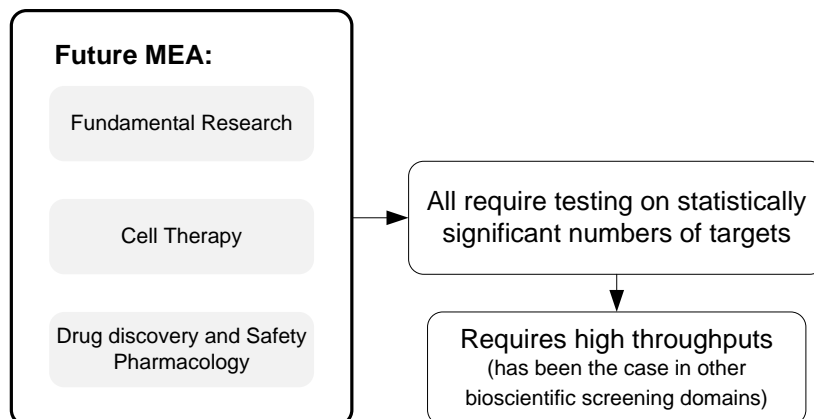 Future MEA:
Fundamental Research
Cell Therapy
Drug discovery and Safety
Pharmacology
All require testing on statistically
significant numbers of targets
Requires high throughputs
(has been the case in other
bioscientific screening domains)